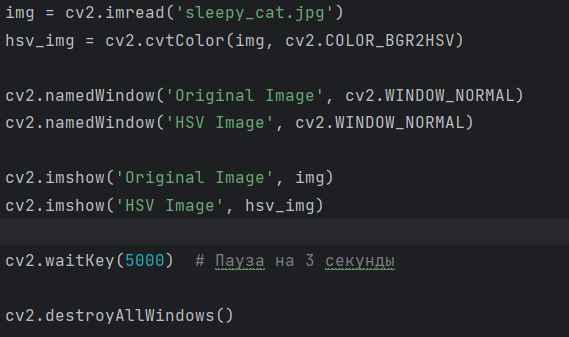 img = cv2.imread('sleepy_cat.jpg')
hsv_img = cv2.cvtColor(img, cv2.COLOR_BGR2HSV)
cv2.namedWindow('Original Image', cv2.WINDOW_NORMAL)
cv2.namedWindow('HSV Image', cv2.WINDOW_NORMAL)
cv2.imshow('Original Image', img)
cv2.imshow('HSV Image', hsv_img)
cv2.waitKey(5000)  # Пауза на 3 секунды
cv2.destroyAllWindows()